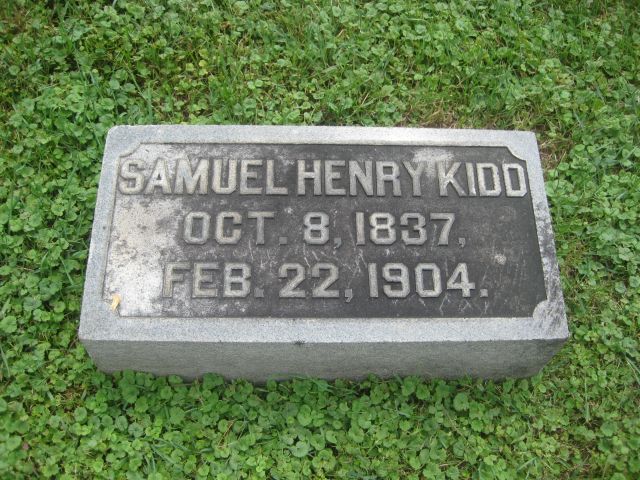 SAMUEL HENRY KIDD
OCT. 8, 1837,
FEB. 22, 1904.